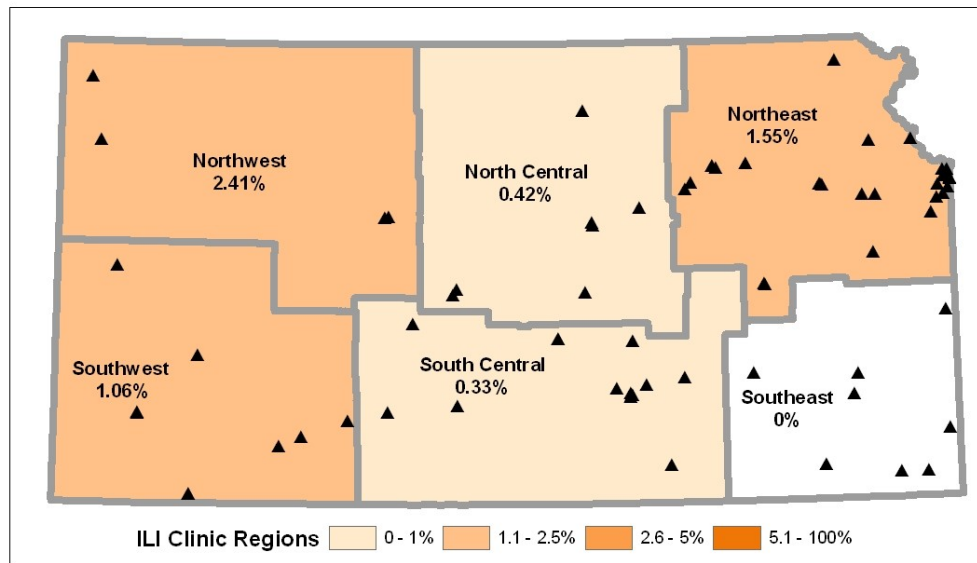 Northwest
2.41%
North Central
0.42%
Northeast
1.55%
Southwest
1.06%
South Central
0.33%
Southeast
0%
ILI Clinic Regions 0 - 1% 1.1 - 2.5% 2.6 - 5% 5.1 - 100%